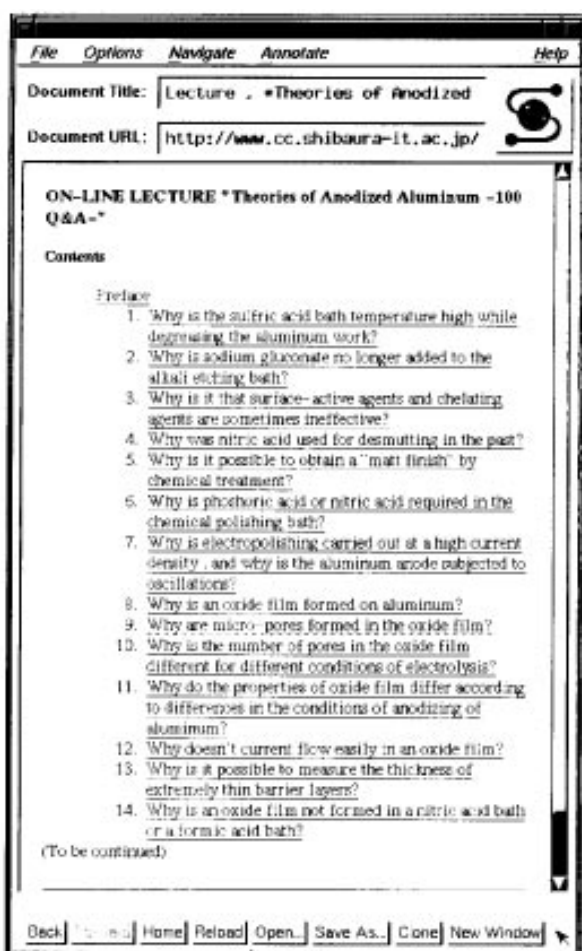 File Options Navigate Annotate Help
Document Title: Lecture . *Theories of Anodized
Document URL: http://www.cc.shibaura-it.ac.jp/
ON-LINE LECTURE "Theories of Anodized Aluminum -100
Q&A-"
Contents
Preface
1. Why is the sulfric acid bath temperature high while
degreasing the aluminum work?
2. Why is sodium gluconate no longer added to the
alkali etching bath?
3. Why is it that surface-active agents and chelating
agents are sometimes ineffective?
4. Why was nitric acid used for desmutting in the past?
5. Why is it possible to obtain a "matt finish" by
chemical treatment?
6. Why is phoshoric acid or nitric acid required in the
chemical polishing bath?
7. Why is electropolishing carried out at a high current
density , and why is the aluminum anode subjected to
oscillations?
8. Why is an oxide film formed on aluminum?
9. Why are micro-pores formed in the oxide film?
10. Why is the number of pores in the oxide film
different for different conditions of electrolysis?
11. Why do the properties of oxide film differ according
to differences in the conditions of anodizing of
aluminum?
12. Why doesn't current flow easily in an oxide film?
13. Why is it possible to measure the thickness of
extremely thin barrier layers?
14. Why is an oxide film not formed in a nitric acid bath
or a formic acid bath?
(To be continued)
Back Home Reload Open... Save As... Clone New Window